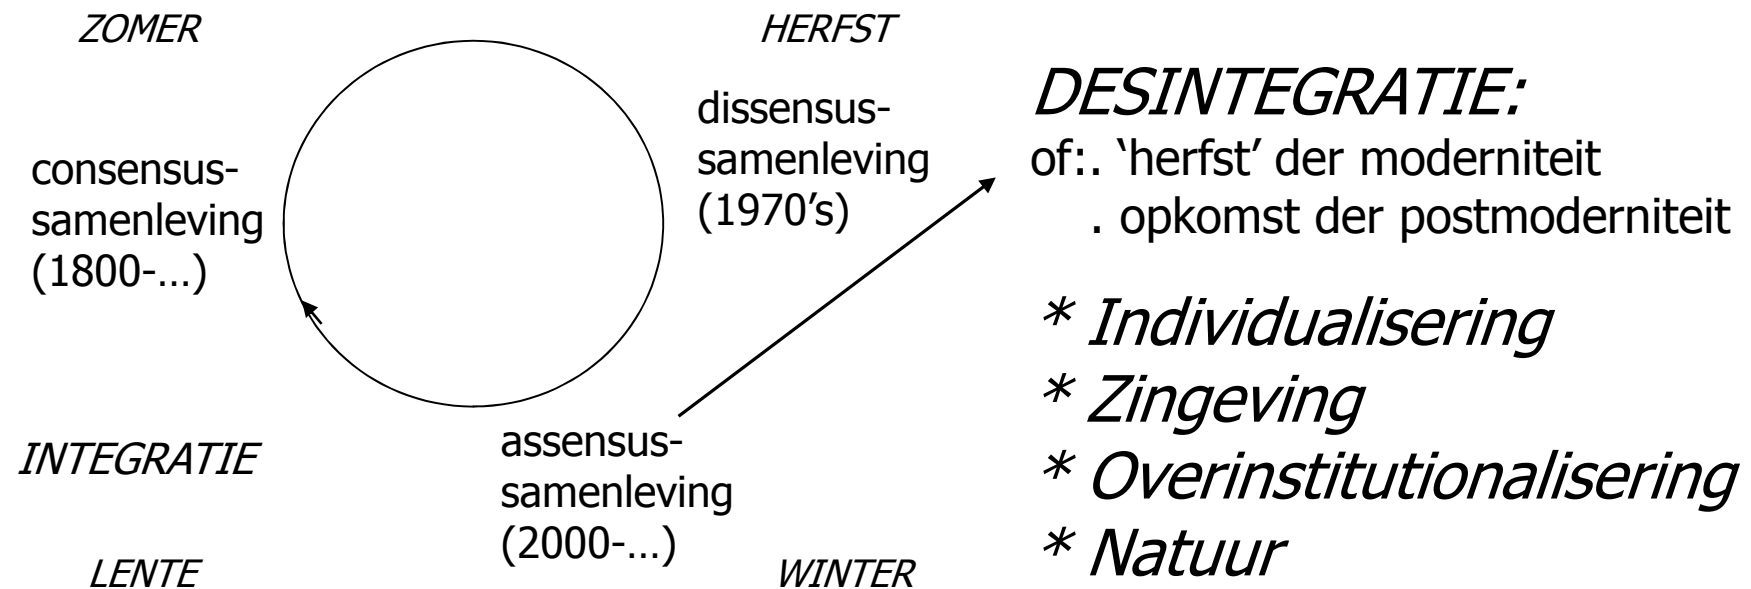 ZOMER
HERFST
consensus-
samenleving
(1800-…)
dissensus-
samenleving
(1970’s)
INTEGRATIE
assensus-
samenleving
(2000-…)
LENTE
WINTER
DESINTEGRATIE:
of:. ‘herfst’ der moderniteit
. opkomst der postmoderniteit
* Individualisering
* Zingeving
* Overinstitutionalisering
* Natuur